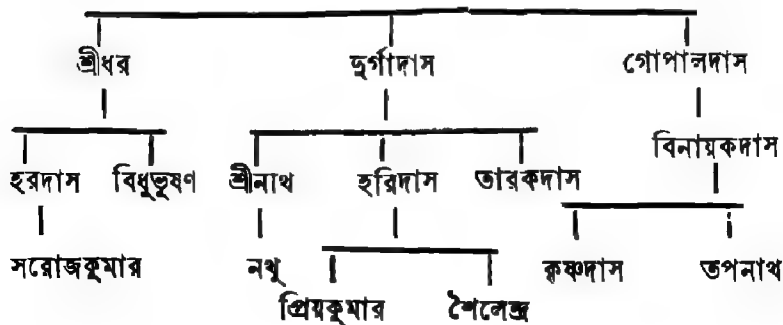 শ্রীধর দুর্গাদাস গোপালদাস
বিনায়কদাস
হরদাস বিধুভূষণ শ্রীনাথ হরিদাস তারকদাস
সরোজকুমার নথু কৃষ্ণদাস তপনাথ
প্রিয়কুমার শৈলেন্দ্র